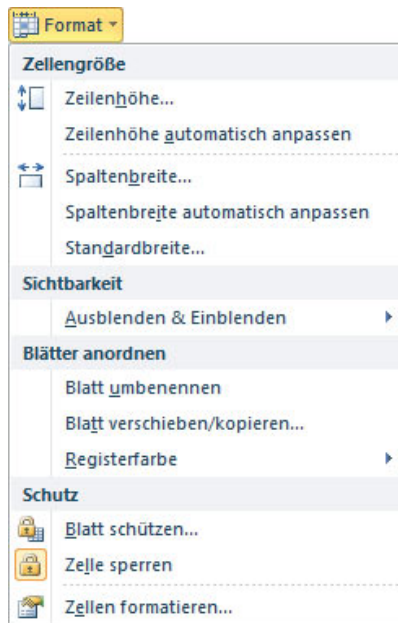 Format
Zellengröße
Zeilenhöhe...
Zeilenhöhe automatisch anpassen
Spaltenbreite...
Spaltenbreite automatisch anpassen
Standardbreite...
Sichtbarkeit
Ausblenden & Einblenden
Blätter anordnen
Blatt umbenennen
Blatt verschieben/kopieren...
Registerfarbe
Schutz
Blatt schützen...
Zelle sperren
Zellen formatieren...